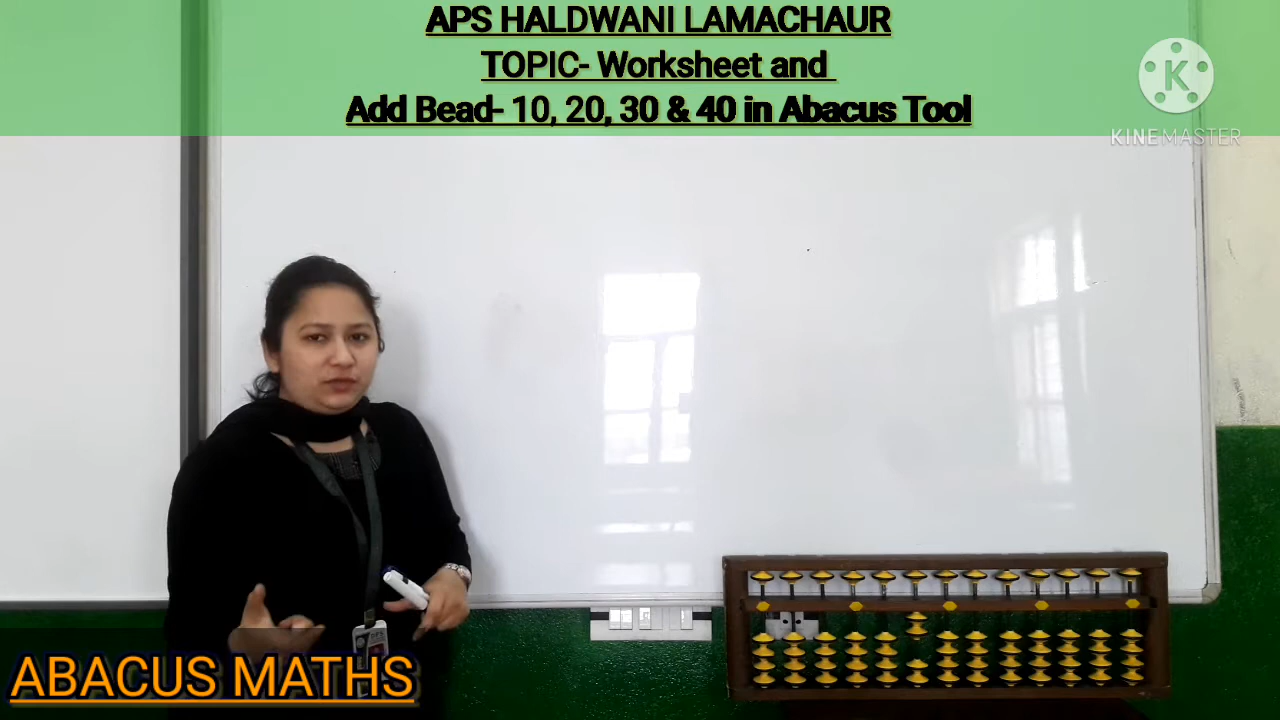 APS HALDWANI LAMACHAUR
TOPIC- Worksheet and
Add Bead- 10, 20, 30 & 40 in Abacus Tool
K
KINEMASTER
ABACUS MATHS